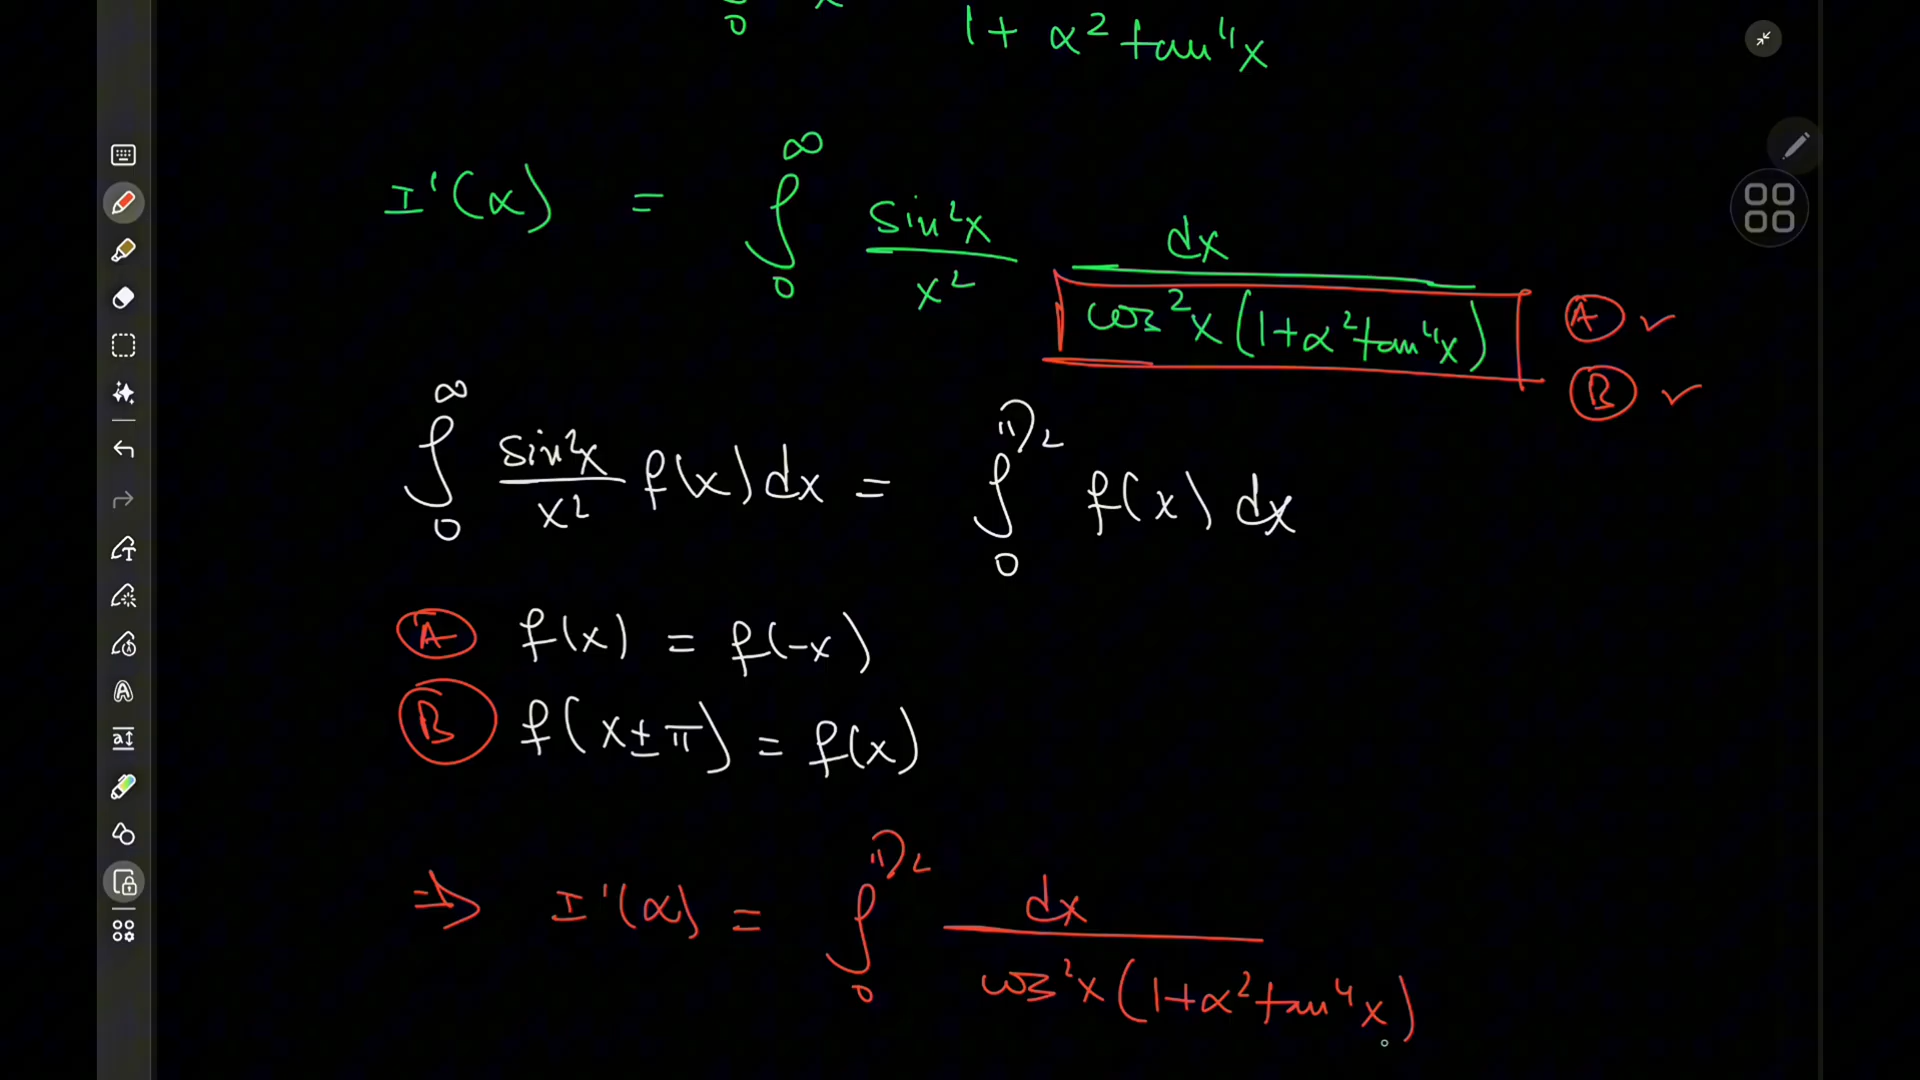 0 1 + α² tan⁴x
I'(α) = ∫₀^∞ sin²x/x² dx/(cos²x(1+α²tan⁴x)) A ✓
B ✓
∫₀^∞ sin²x/x² f(x)dx = ∫₀^(π/2) f(x) dx
A f(x) = f(-x)
B f(x±π) = f(x)
⇒ I'(α) = ∫₀^(π/2) dx/(cos²x(1+α²tan⁴x))